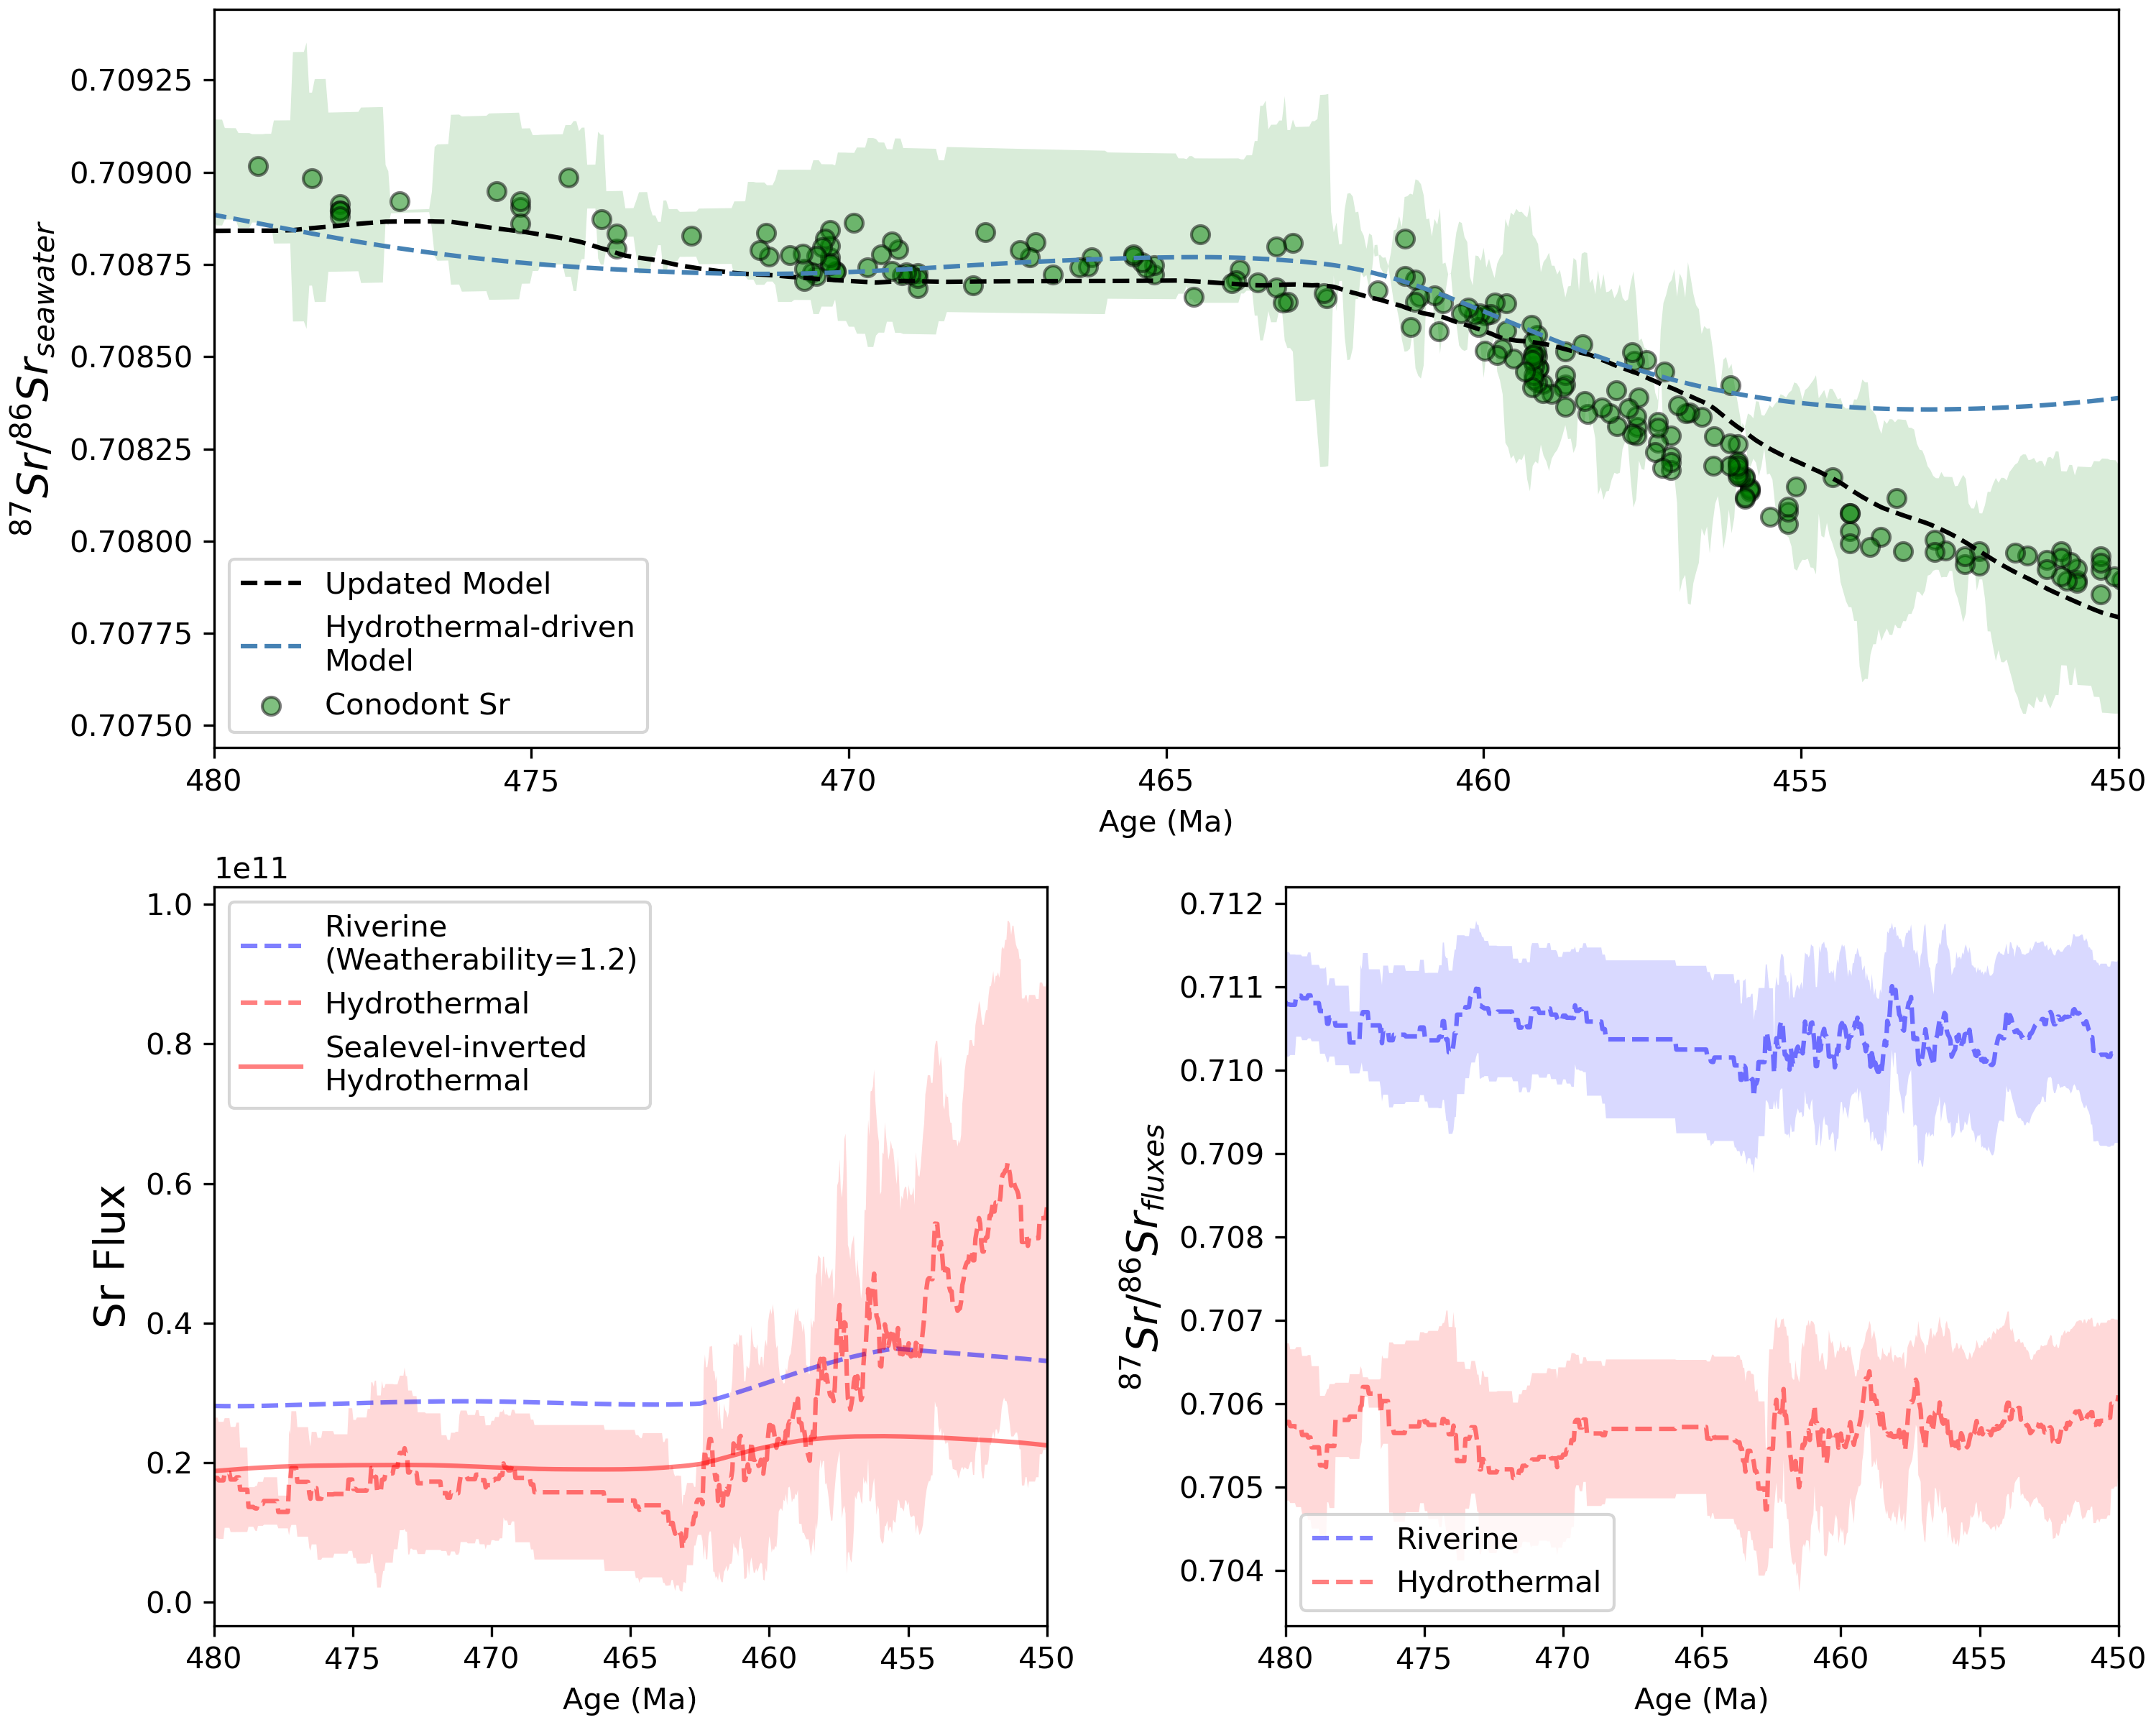 0.70925
0.70900
0.70875
0.70850
0.70825
0.70800
0.70775
0.70750
87Sr/86Sr seawater
Updated Model
Hydrothermal-driven
Model
Conodont Sr
480 475 470 465 460 455 450
Age (Ma)
1e11
1.0
0.8
0.6
0.4
0.2
0.0
Sr Flux
Riverine
(Weatherability=1.2)
Hydrothermal
Sealevel-inverted
Hydrothermal
480 475 470 465 460 455 450
Age (Ma)
0.712
0.711
0.710
0.709
0.708
0.707
0.706
0.705
0.704
87Sr/86Sr fluxes
Riverine
Hydrothermal
480 475 470 465 460 455 450
Age (Ma)